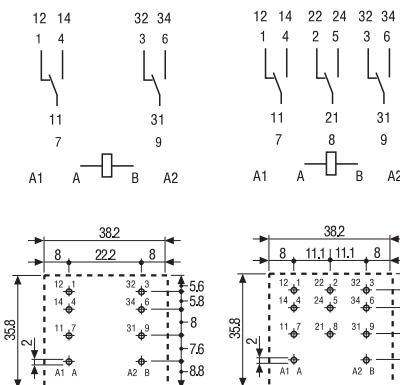 12 14 32 34
1 4 3 6
11 31
7 9
A1 A B A2
12 14 22 24 32 34
1 4 2 5 3 6
11 21 31
7 8 9
A1 A B A2
38.2
8 22.2 8
12 1 32 3
14 4 34 6
11 7 31 9
A1 A A2 B
35.8
2
5.6
5.8
8
7.6
8.8
38.2
8 11.1 11.1 8
12 1 22 2 32 3
14 4 24 5 34 6
11 7 21 8 31 9
A1 A A2 B
35.8
2